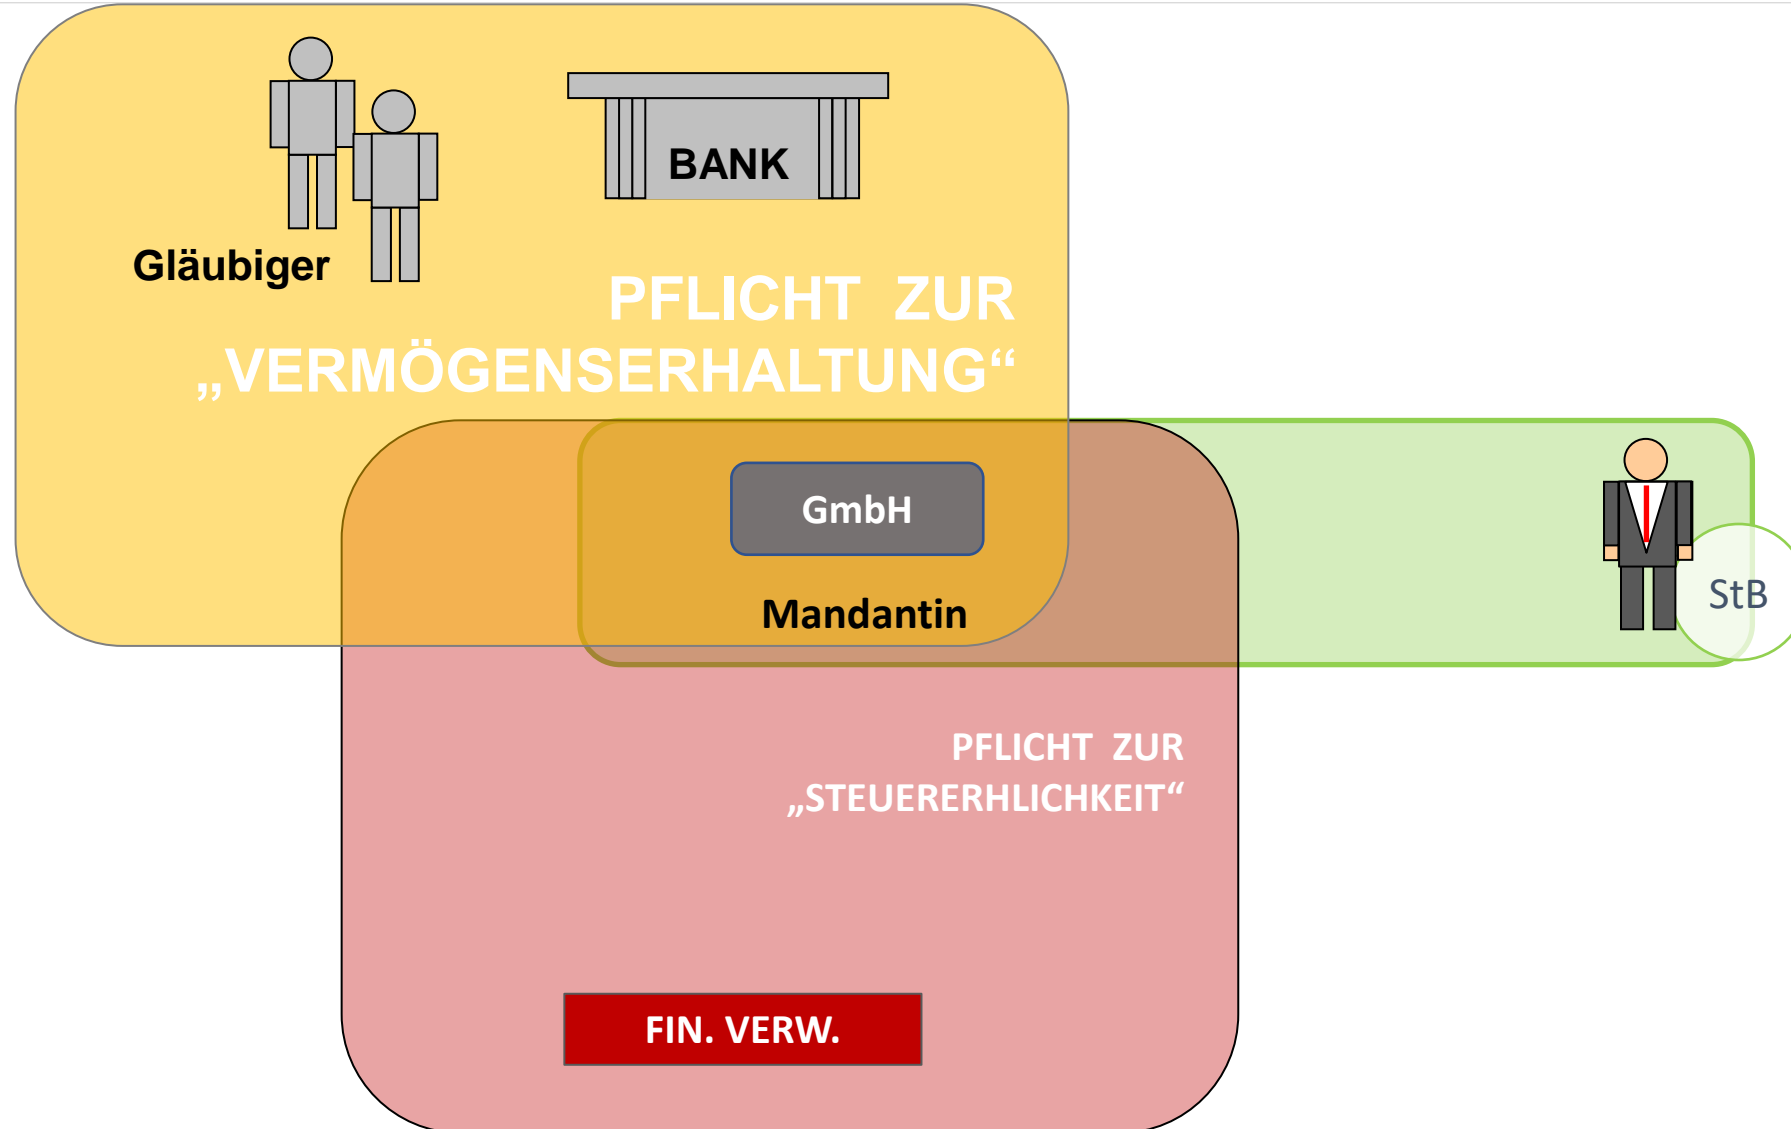 BANK
Gläubiger
PFLICHT ZUR
„VERMÖGENSERHALTUNG“
GmbH
Mandantin
StB
PFLICHT ZUR
„STEUERERHLICHKEIT“
FIN. VERW.